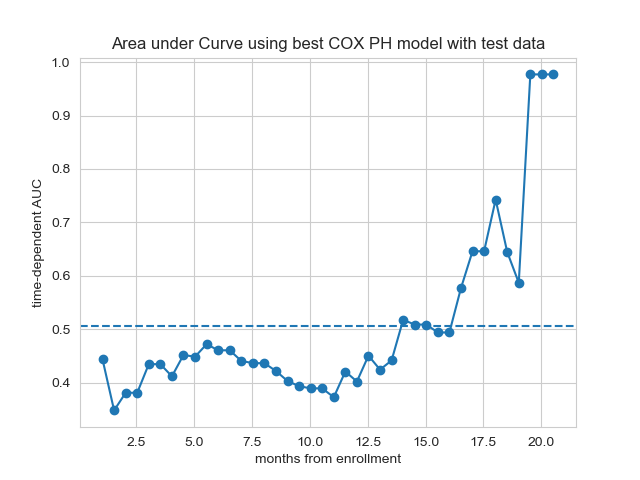 Area under Curve using best COX PH model with test data
time-dependent AUC
1.0
0.9
0.8
0.7
0.6
0.5
0.4
2.5 5.0 7.5 10.0 12.5 15.0 17.5 20.0
months from enrollment